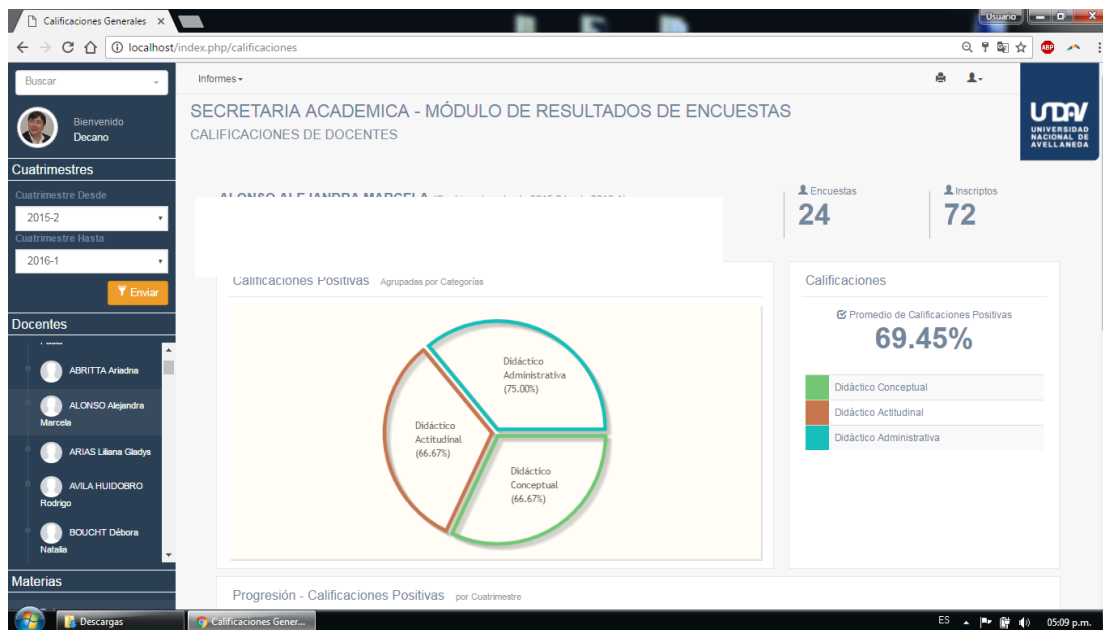 Calificaciones Generales
Usuario
localhost/index.php/calificaciones
ABP
Buscar
Informes
Bienvenido
Decano
SECRETARIA ACADEMICA - MÓDULO DE RESULTADOS DE ENCUESTAS
CALIFICACIONES DE DOCENTES
UNDAV
UNIVERSIDAD
NACIONAL DE
AVELLANEDA
Cuatrimestres
Cuatrimestre Desde
2015-2
Cuatrimestre Hasta
2016-1
Enviar
ALONSO ALEJANDRA MARCELA
Encuestas
24
Inscriptos
72
Docentes
ABRITTA Ariadna
ALONSO Alejandra
Marcela
ARIAS Liliana Gladys
AVILA HUIDOBRO
Rodrigo
BOUCHT Débora
Natalia
Materias
Calificaciones Positivas Agrupadas por Categorías
Didáctico
Administrativa
(75.00%)
Didáctico
Actitudinal
(66.67%)
Didáctico
Conceptual
(66.67%)
Calificaciones
Promedio de Calificaciones Positivas
69.45%
Didáctico Conceptual
Didáctico Actitudinal
Didáctico Administrativa
Progresión - Calificaciones Positivas por Cuatrimestre
Descargas
Calificaciones Gener...
ES
05:09 p.m.